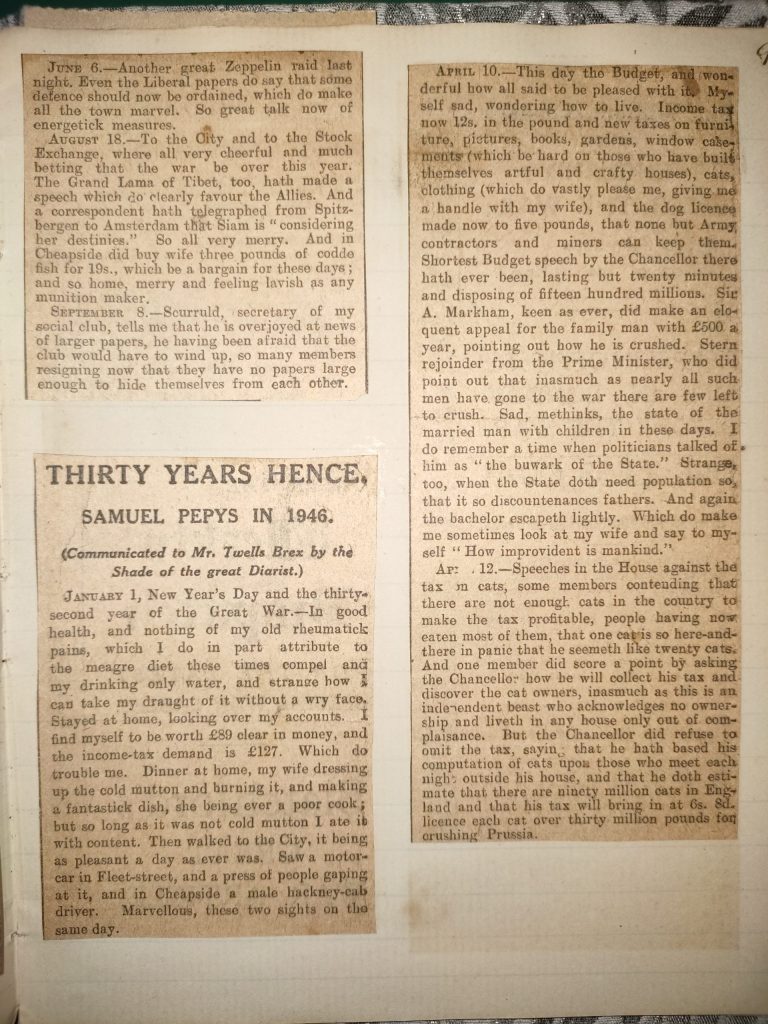 JUNE 6.—Another great Zeppelin raid last
night. Even the Liberal papers do say that some
defence should now be ordained, which do make
all the town marvel. So great talk now of
energetick measures.
AUGUST 18.—To the City and to the Stock
Exchange, where all very cheerful and much
betting that the war be over this year.
The Grand Lama of Tibet, too, hath made a
speech which do clearly favour the Allies. And
a correspondent hath telegraphed from Spitz-
bergen to Amsterdam that Siam is "considering
her destinies." So all very merry. And in
Cheapside did buy wife three pounds of codde
fish for 19s., which be a bargain for these days;
and so home, merry and feeling lavish as any
munition maker.
SEPTEMBER 8.—Scurruld, secretary of my
social club, tells me that he is overjoyed at news
of larger papers, he having been afraid that the
club would have to wind up, so many members
resigning now that they have no papers large
enough to hide themselves from each other.
THIRTY YEARS HENCE.
SAMUEL PEPYS IN 1946.
(Communicated to Mr. Twells Brex by the
Shade of the great Diarist.)
JANUARY 1, New Year's Day and the thirty-
second year of the Great War.—In good
health, and nothing of my old rheumatick
pains, which I do in part attribute to
the meagre diet these times compel and
my drinking only water, and strange how I
can take my draught of it without a wry face.
Stayed at home, looking over my accounts. I
find myself to be worth £89 clear in money, and
the income-tax demand is £127. Which do
trouble me. Dinner at home, my wife dressing
up the cold mutton and burning it, and making
a fantastick dish, she being ever a poor cook;
but so long as it was not cold mutton I ate it
with content. Then walked to the City, it being
as pleasant a day as ever was. Saw a motor-
car in Fleet-street, and a press of people gaping
at it, and in Cheapside a male hackney-cab
driver. Marvellous, these two sights on the
same day.
APRIL 10.—This day the Budget, and won-
derful how all said to be pleased with it. My-
self sad, wondering how to live. Income tax
now 12s. in the pound and new taxes on furni-
ture, pictures, books, gardens, window case-
ments (which be hard on those who have built
themselves artful and crafty houses), cats,
clothing (which do vastly please me, giving me
a handle with my wife), and the dog licence
made now to five pounds, that none but Army
contractors and miners can keep them.
Shortest Budget speech by the Chancellor there
hath ever been, lasting but twenty minutes
and disposing of fifteen hundred millions. Sir
A. Markham, keen as ever, did make an elo-
quent appeal for the family man with £500 a
year, pointing out how he is crushed. Stern
rejoinder from the Prime Minister, who did
point out that inasmuch as nearly all such
men have gone to the war there are few left
to crush. Sad, methinks, the state of the
married man with children in these days. I
do remember a time when politicians talked of
him as "the buwark of the State." Strange,
too, when the State doth need population so,
that it so discountenances fathers. And again
the bachelor escapeth lightly. Which do make
me sometimes look at my wife and say to my-
self "How improvident is mankind."
12.—Speeches in the House against the
tax on cats, some members contending that
there are not enough cats in the country to
make the tax profitable, people having now
eaten most of them, that one cat is so here-and-
there in panic that he seemeth like twenty cats.
And one member did score a point by asking
the Chancellor how he will collect his tax and
discover the cat owners, inasmuch as this is an
independent beast who acknowledges no owner-
ship and liveth in any house only out of com-
plaisance. But the Chancellor did refuse to
omit the tax, saying that he hath based his
computation of cats upon those who meet each
night outside his house, and that he doth esti-
mate that there are ninety million cats in Eng-
land and that his tax will bring in at 6s. 8d.
licence each cat over thirty million pounds for
crushing Prussia.